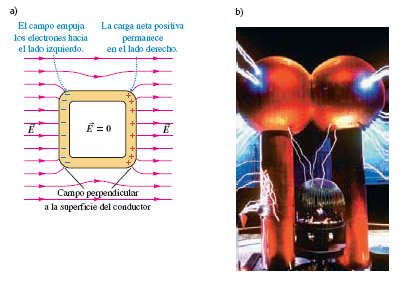 a)
El campo empuja
los electrones hacia
el lado izquierdo.
La carga neta positiva
permanece
en el lado derecho.
E⃗
E⃗ = 0
E⃗
Campo perpendicular
a la superficie del conductor
b)